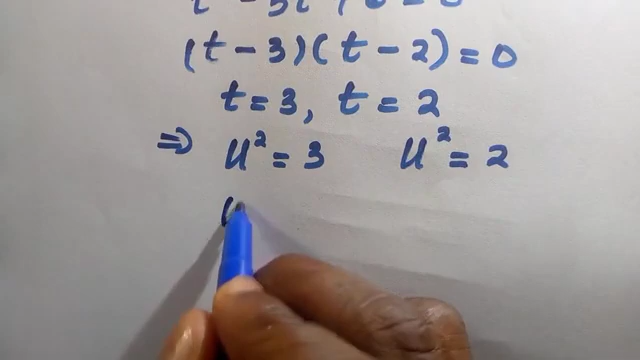 (t - 3)(t - 2) = 0
t = 3, t = 2
⇒ u² = 3 u² = 2